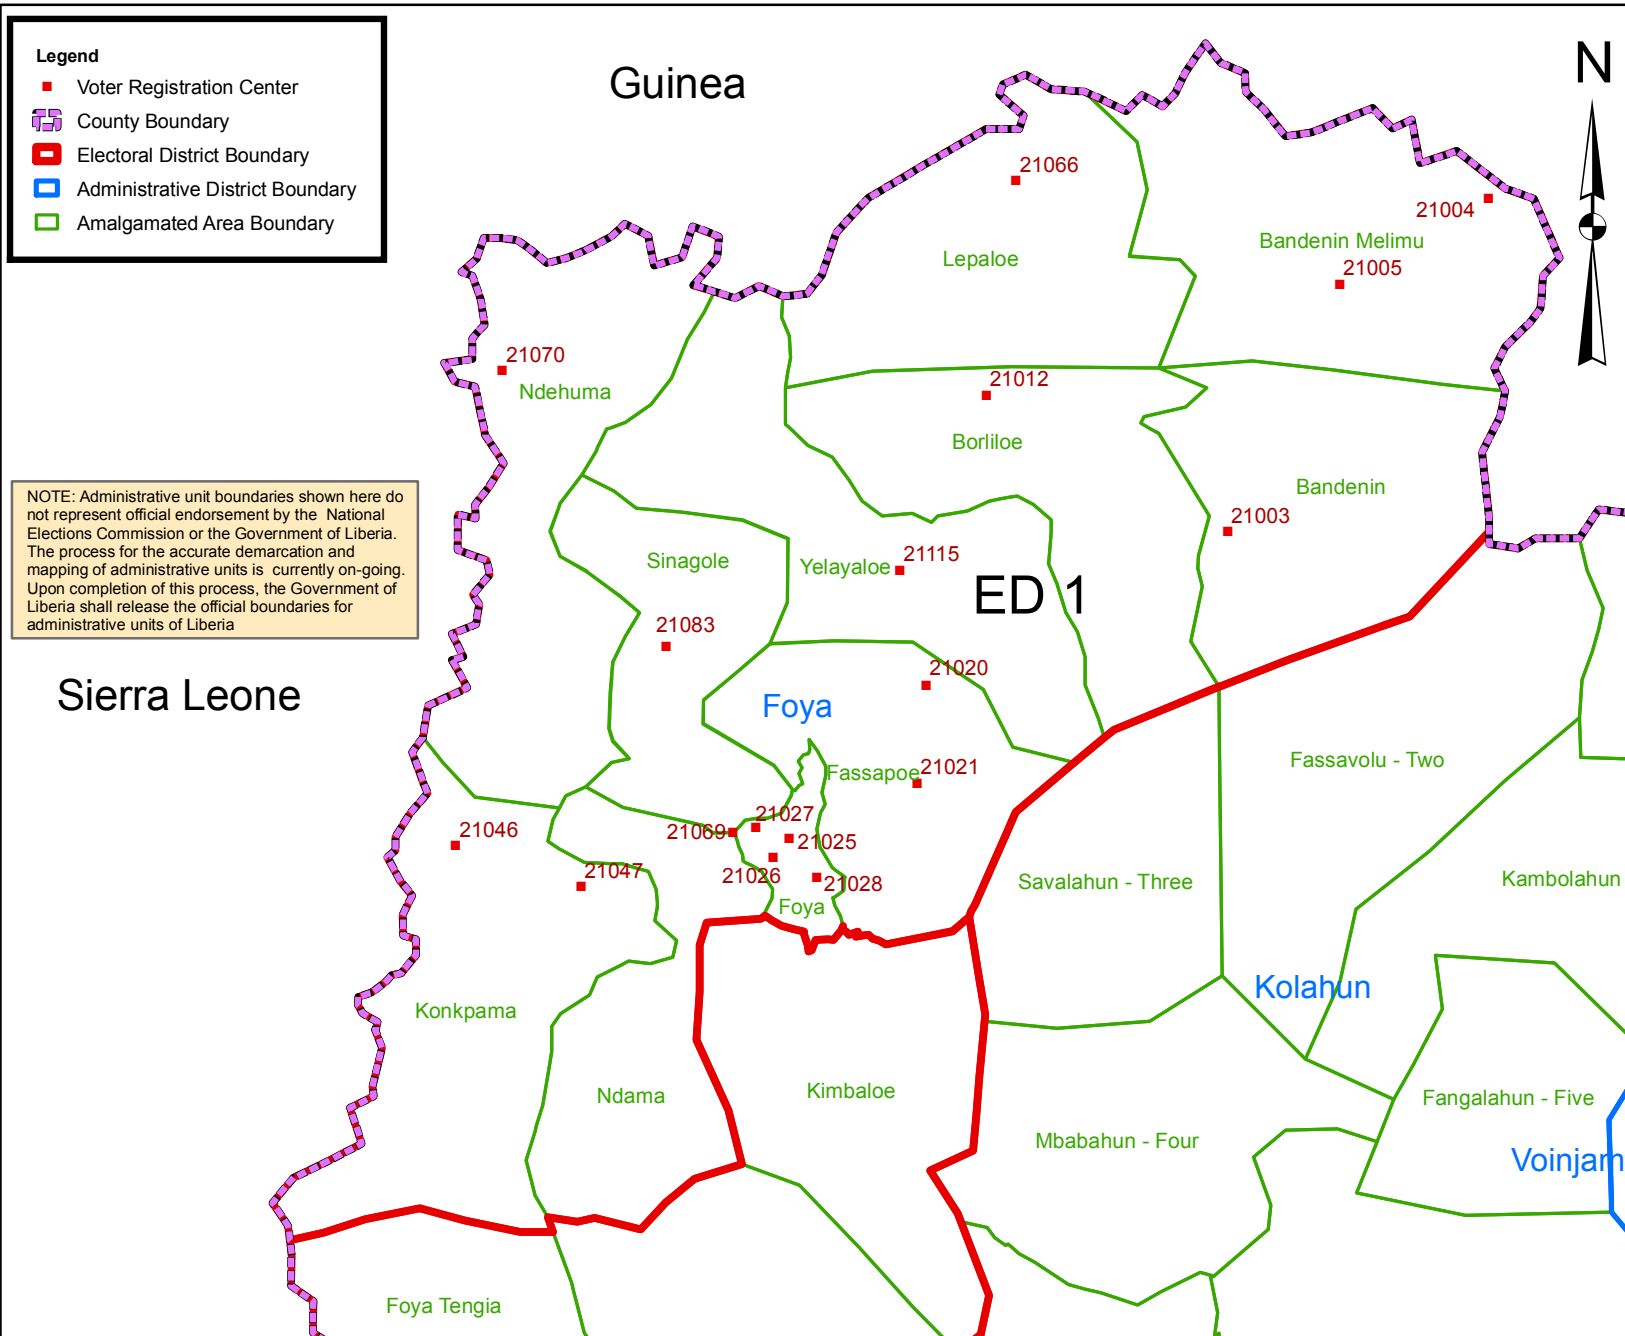 Legend
Voter Registration Center
County Boundary
Electoral District Boundary
Administrative District Boundary
Amalgamated Area Boundary
Guinea
N
21066
21004
Bandenin Melimu
Lepaloe
21005
21070
21012
Ndehuma
Borliloe
Bandenin
NOTE: Administrative unit boundaries shown here do
not represent official endorsement by the National
Elections Commission or the Government of Liberia.
The process for the accurate demarcation and
mapping of administrative units is currently on-going.
Upon completion of this process, the Government of
Liberia shall release the official boundaries for
administrative units of Liberia
21003
Sinagole
21115
Yelayaloe
ED 1
21083
21020
Sierra Leone
Foya
Fassavolu - Two
21021
Fassapoe
21027
21046
21069
21025
21047
21026
21028
Savalahun - Three
Kambolahun
Foya
Kolahun
Konkpama
Ndama
Kimbaloe
Fangalahun - Five
Mbabahun - Four
Voinjam
Foya Tengia